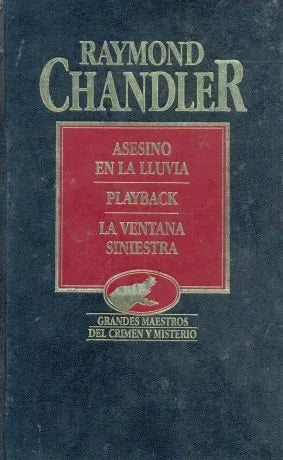 RAYMOND
CHANDLER
ASESINO
EN LA LLUVIA
PLAYBACK
LA VENTANA
SINIESTRA
GRANDES MAESTROS
DEL CRIMEN Y MISTERIO